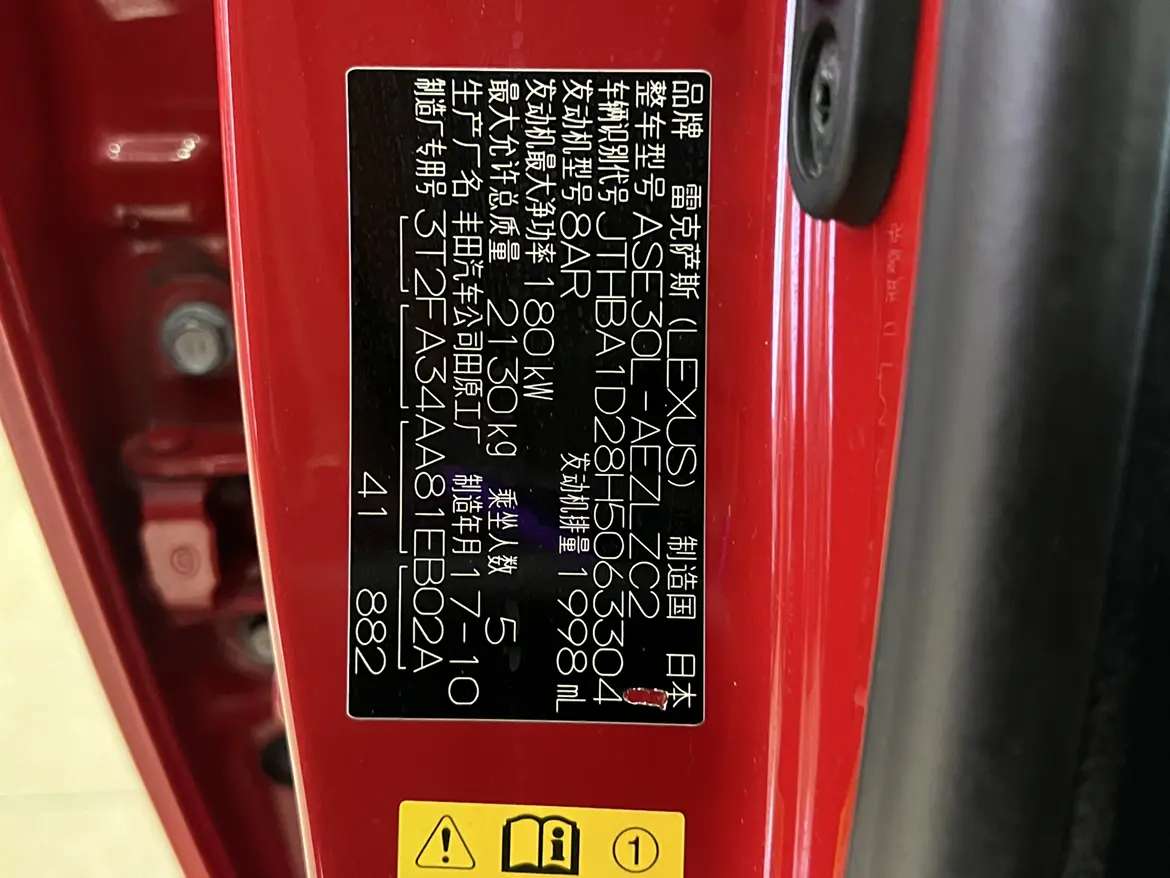 品牌 雷克萨斯 (LEXUS) 制造国 日本
整车型号 ASE30L-AEZLZC2
车辆识别代号 JTHBA1D28H5063304
发动机型号 8AR 发动机排量 1998 mL
发动机最大净功率 180 kW
最大允许总质量 2130 kg 乘坐人数 5
生产厂名 丰田汽车公司田原工厂 制造年月 17-10
制造厂专用号 3T2FA34AA81EB02A
41 882
1